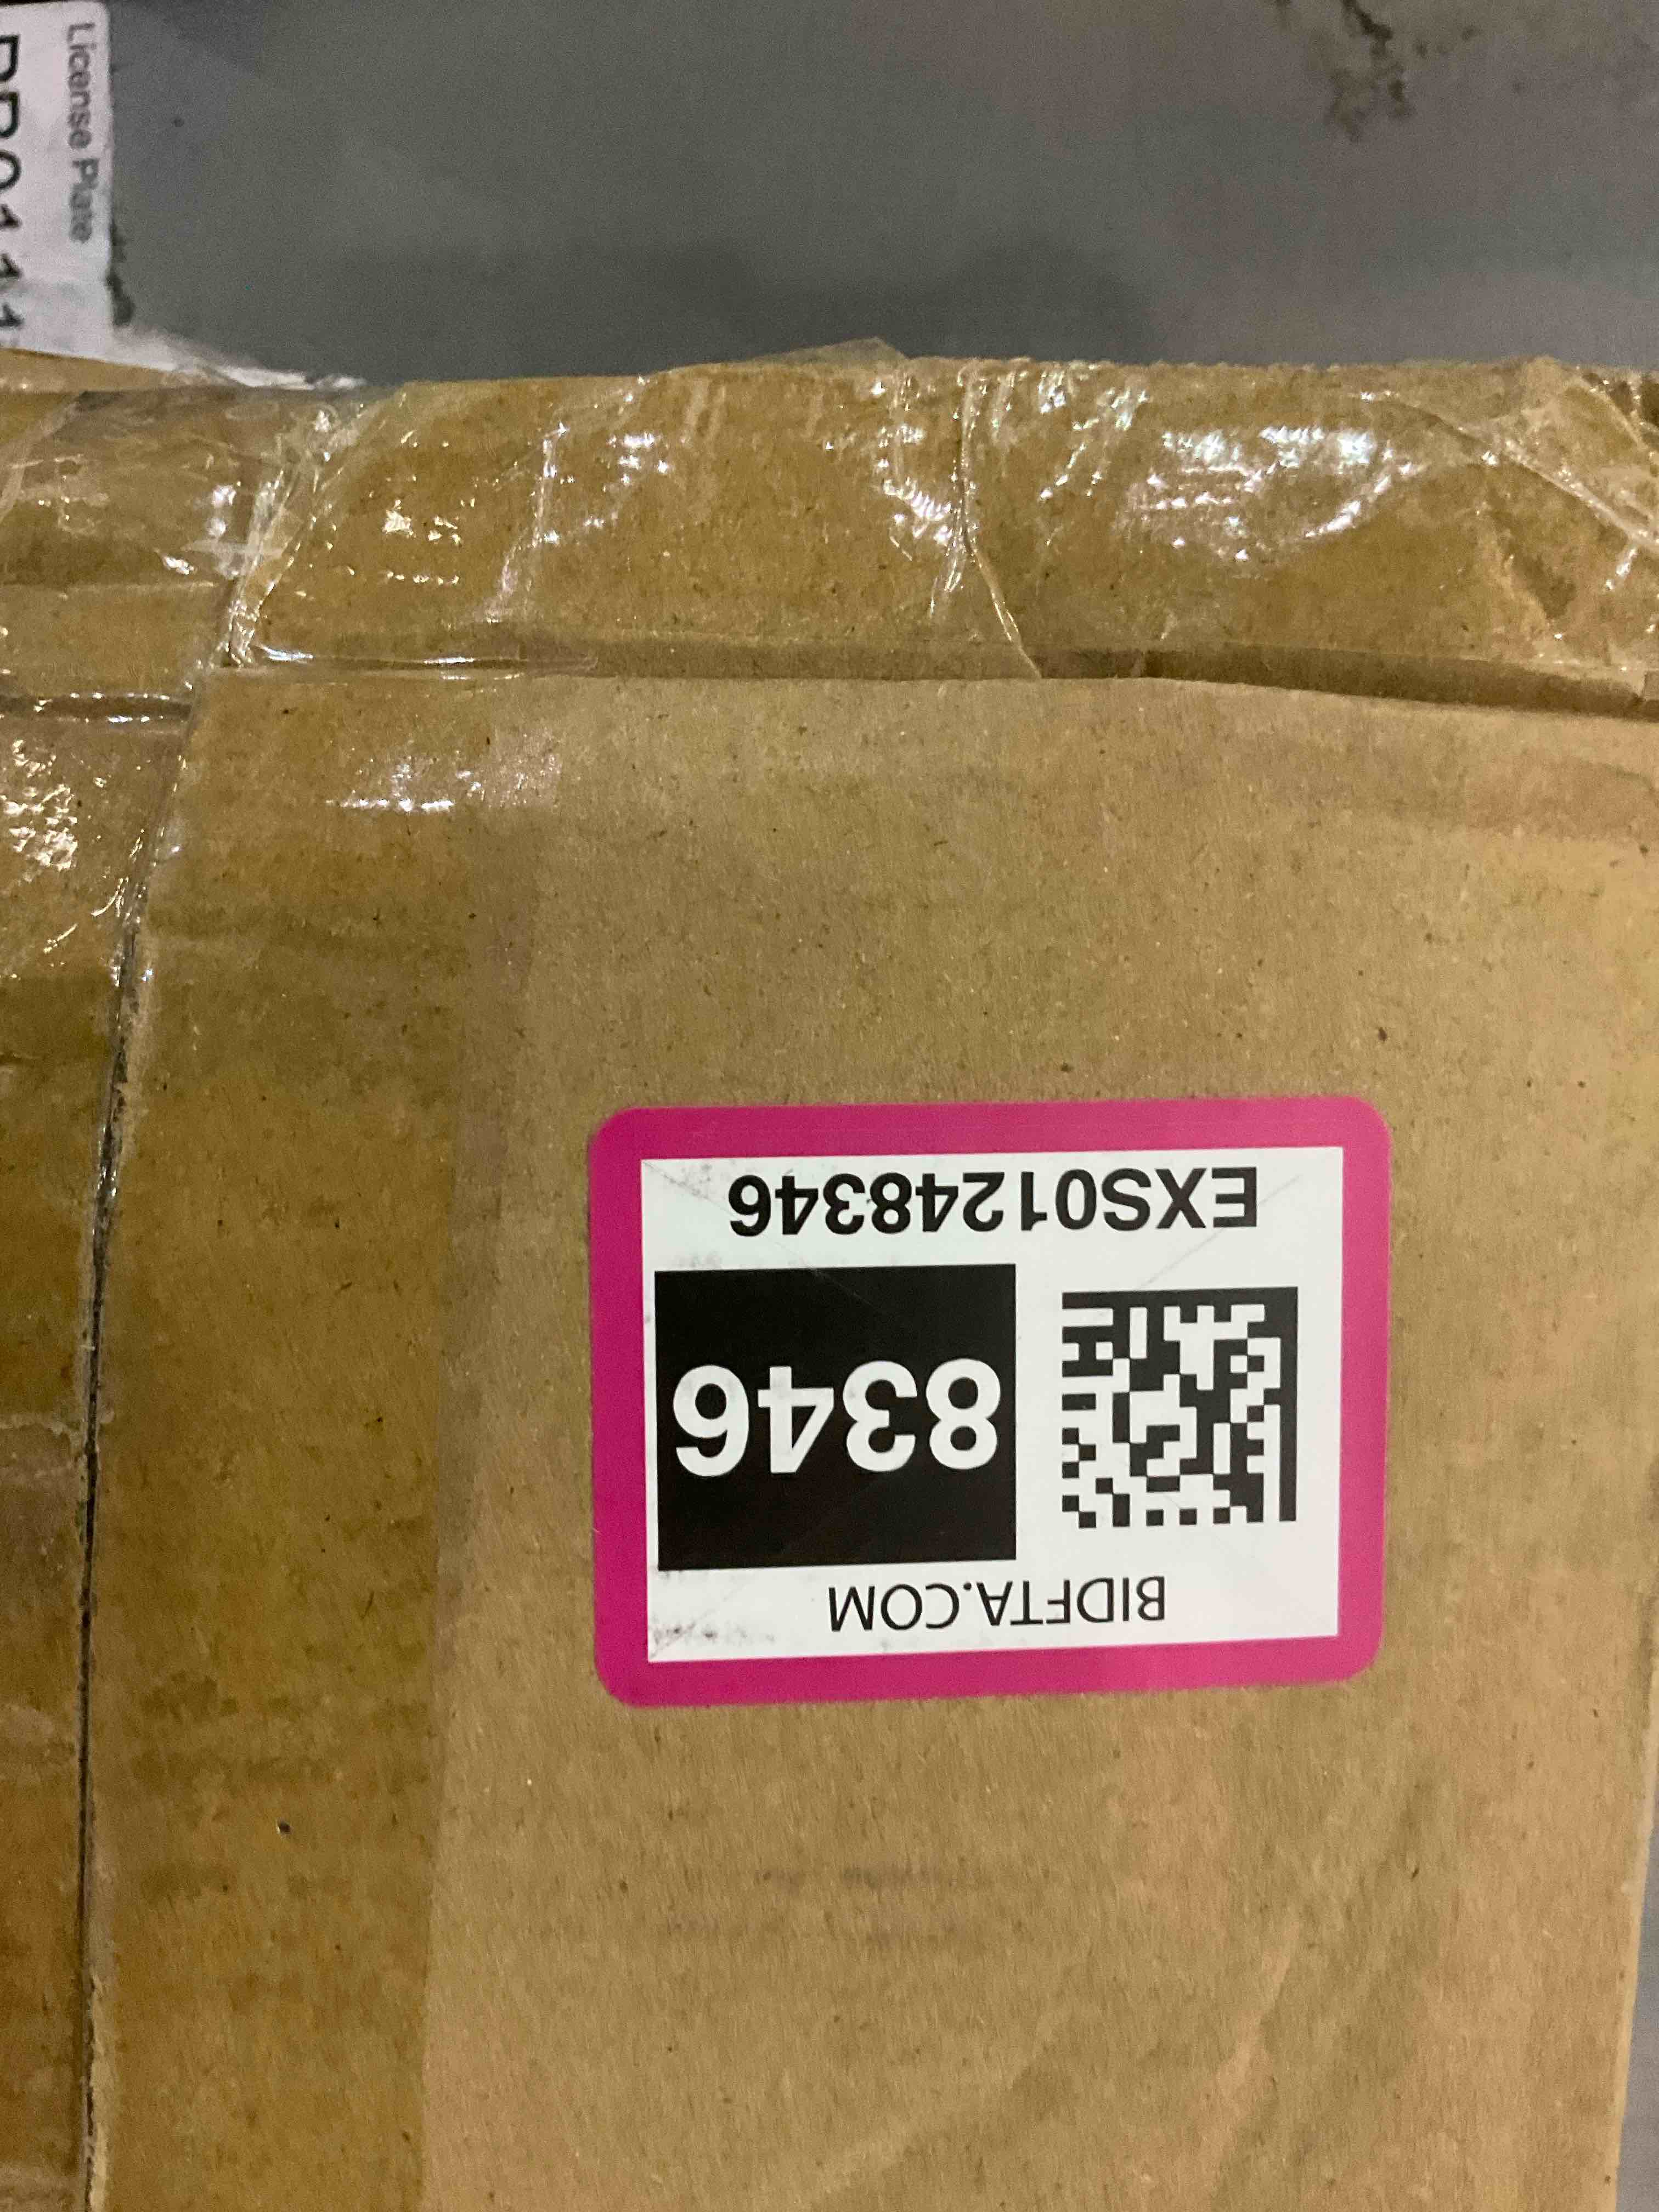 License Plate
BIDFTA.COM
8346
EXS01248346